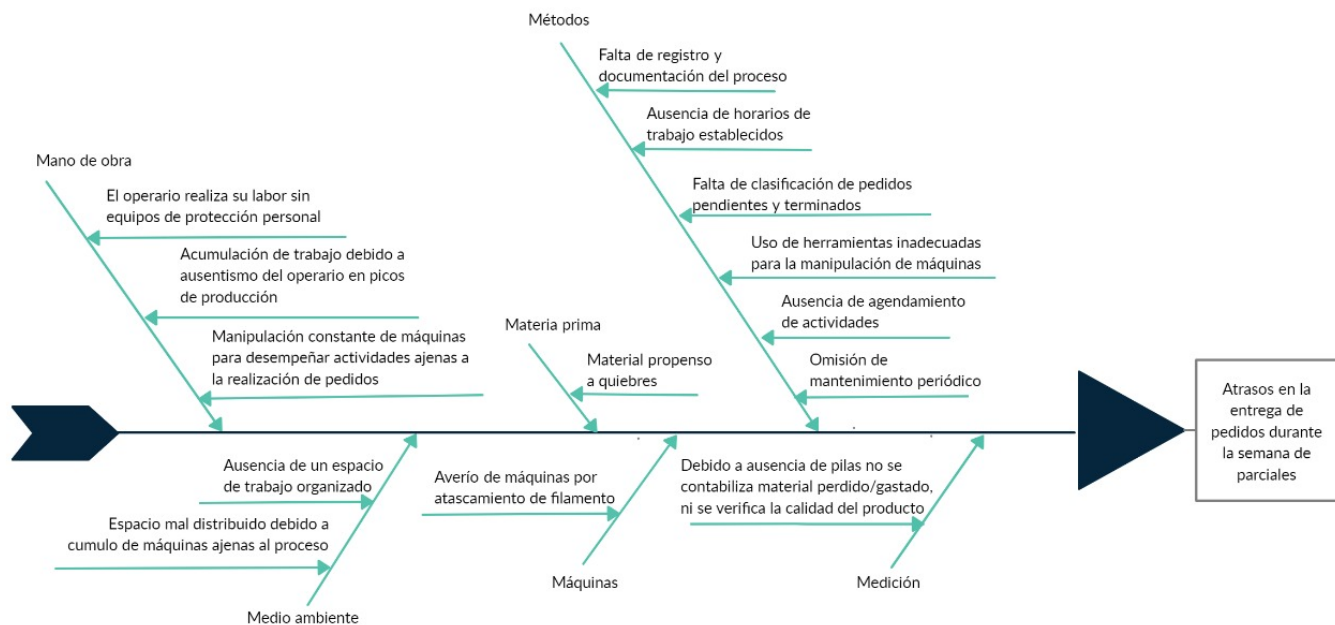 Métodos
Falta de registro y
documentación del proceso
Ausencia de horarios de
trabajo establecidos
Falta de clasificación de pedidos
pendientes y terminados
Uso de herramientas inadecuadas
para la manipulación de máquinas
Ausencia de agendamiento
de actividades
Omisión de
mantenimiento periódico
Mano de obra
El operario realiza su labor sin
equipos de protección personal
Acumulación de trabajo debido a
ausentismo del operario en picos
de producción
Manipulación constante de máquinas
para desempeñar actividades ajenas a
la realización de pedidos
Materia prima
Material propenso
a quiebres
Atrasos en la
entrega de
pedidos durante
la semana de
parciales
Ausencia de un espacio
de trabajo organizado
Espacio mal distribuido debido a
cumulo de máquinas ajenas al proceso
Medio ambiente
Averío de máquinas por
atascamiento de filamento
Máquinas
Debido a ausencia de pilas no se
contabiliza material perdido/gastado,
ni se verifica la calidad del producto
Medición